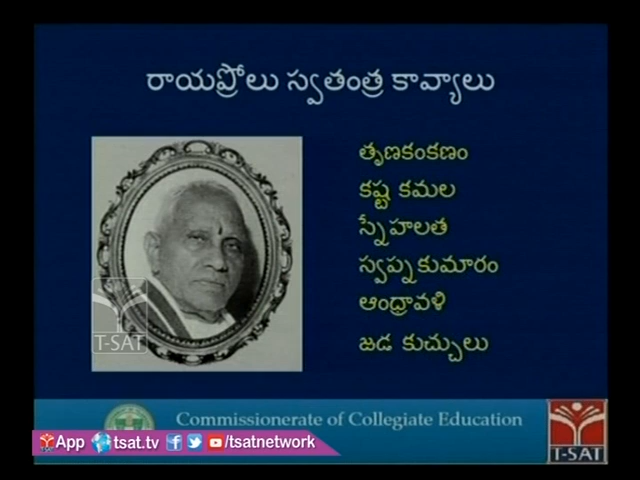 రాయప్రోలు స్వతంత్ర కావ్యాలు
తృణకంకణం
కష్ట కమల
స్నేహలత
స్వప్నకుమారం
ఆంధ్రావళి
జడ కుచ్చులు
T-SAT
Commissionerate of Collegiate Education
App tsat.tv /tsatnetwork
T-SAT